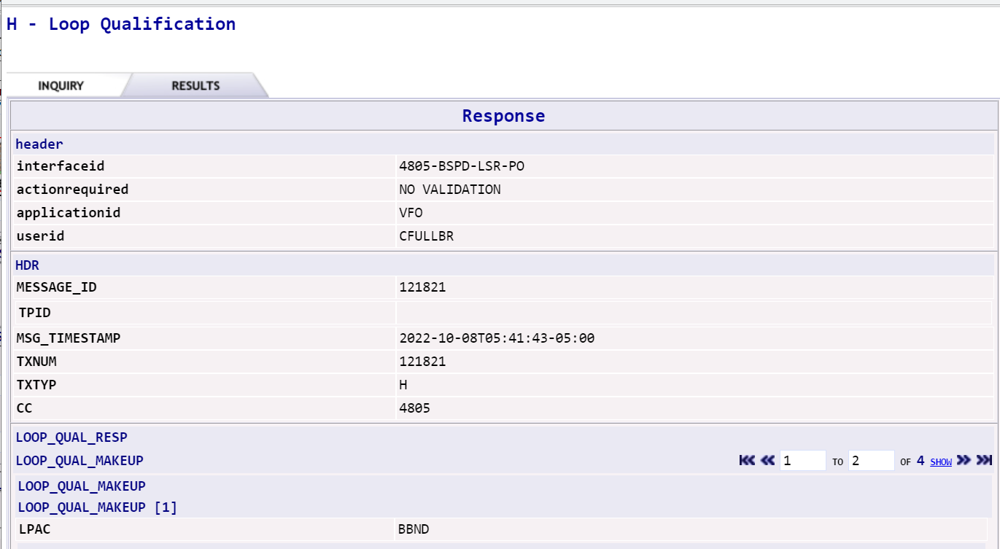 H - Loop Qualification
INQUIRY RESULTS
Response
header
interfaceid 4805-BSPD-LSR-PO
actionrequired NO VALIDATION
applicationid VFO
userid CFULLBR
HDR
MESSAGE_ID 121821
TPID
MSG_TIMESTAMP 2022-10-08T05:41:43-05:00
TXNUM 121821
TXTYP H
CC 4805
LOOP_QUAL_RESP
LOOP_QUAL_MAKEUP 1 TO 2 OF 4 SHOW
LOOP_QUAL_MAKEUP
LOOP_QUAL_MAKEUP [1]
LPAC BBND